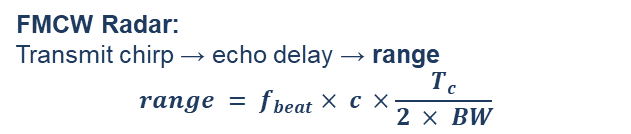 FMCW Radar:
Transmit chirp → echo delay → range
range = f_beat × c × T_c / (2 × BW)